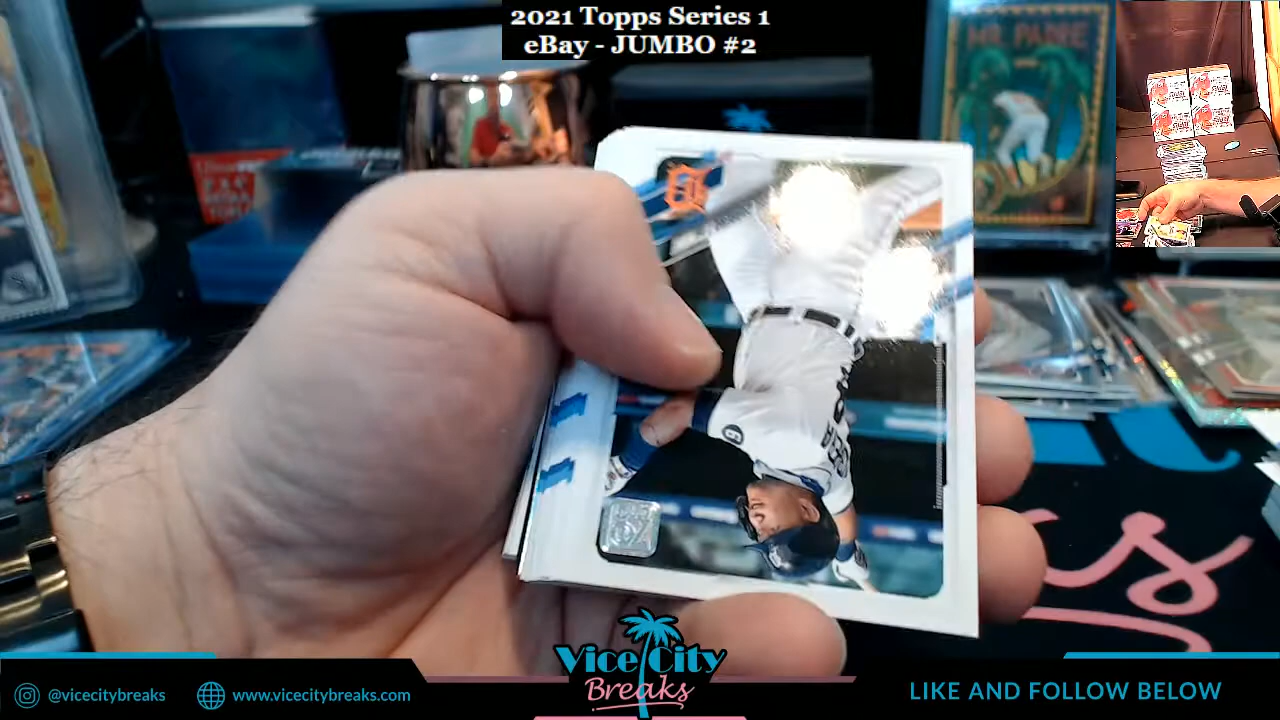 2021 Topps Series 1
eBay - JUMBO #2
MR. PADRE
Vice City
Breaks
@vicecitybreaks
www.vicecitybreaks.com
LIKE AND FOLLOW BELOW